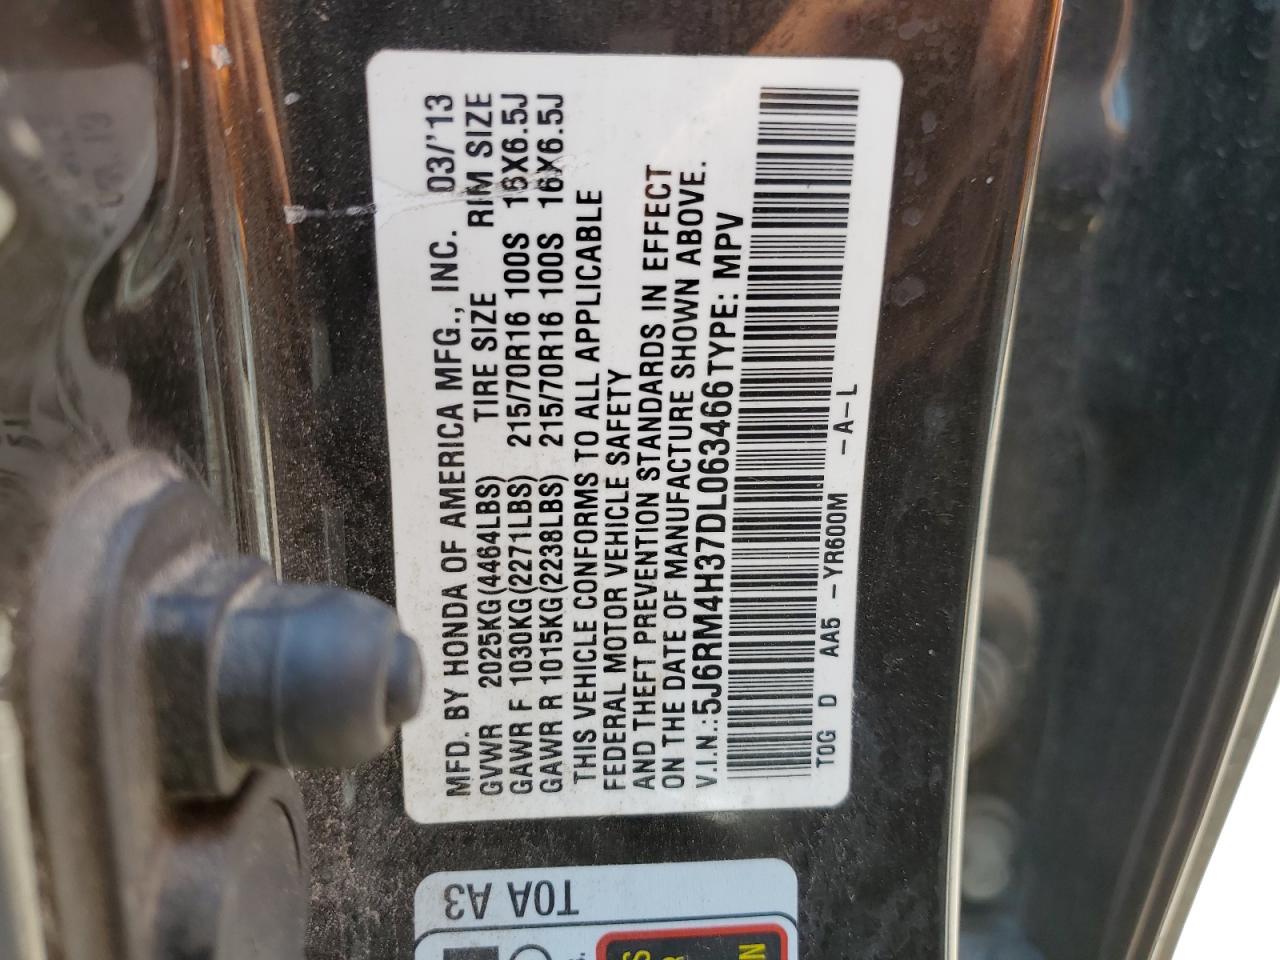 MFD. BY HONDA OF AMERICA MFG., INC. 03/'13
GVWR 2025KG(4464LBS) TIRE SIZE RIM SIZE
GAWR F 1030KG(2271LBS) 215/70R16 100S 16X6.5J
GAWR R 1015KG(2238LBS) 215/70R16 100S 16X6.5J
THIS VEHICLE CONFORMS TO ALL APPLICABLE
FEDERAL MOTOR VEHICLE SAFETY
AND THEFT PREVENTION STANDARDS IN EFFECT
ON THE DATE OF MANUFACTURE SHOWN ABOVE.
V.I.N.:5J6RM4H37DL063466TYPE: MPV
T0G D AA5 -YR600M -A-L
T0A A3